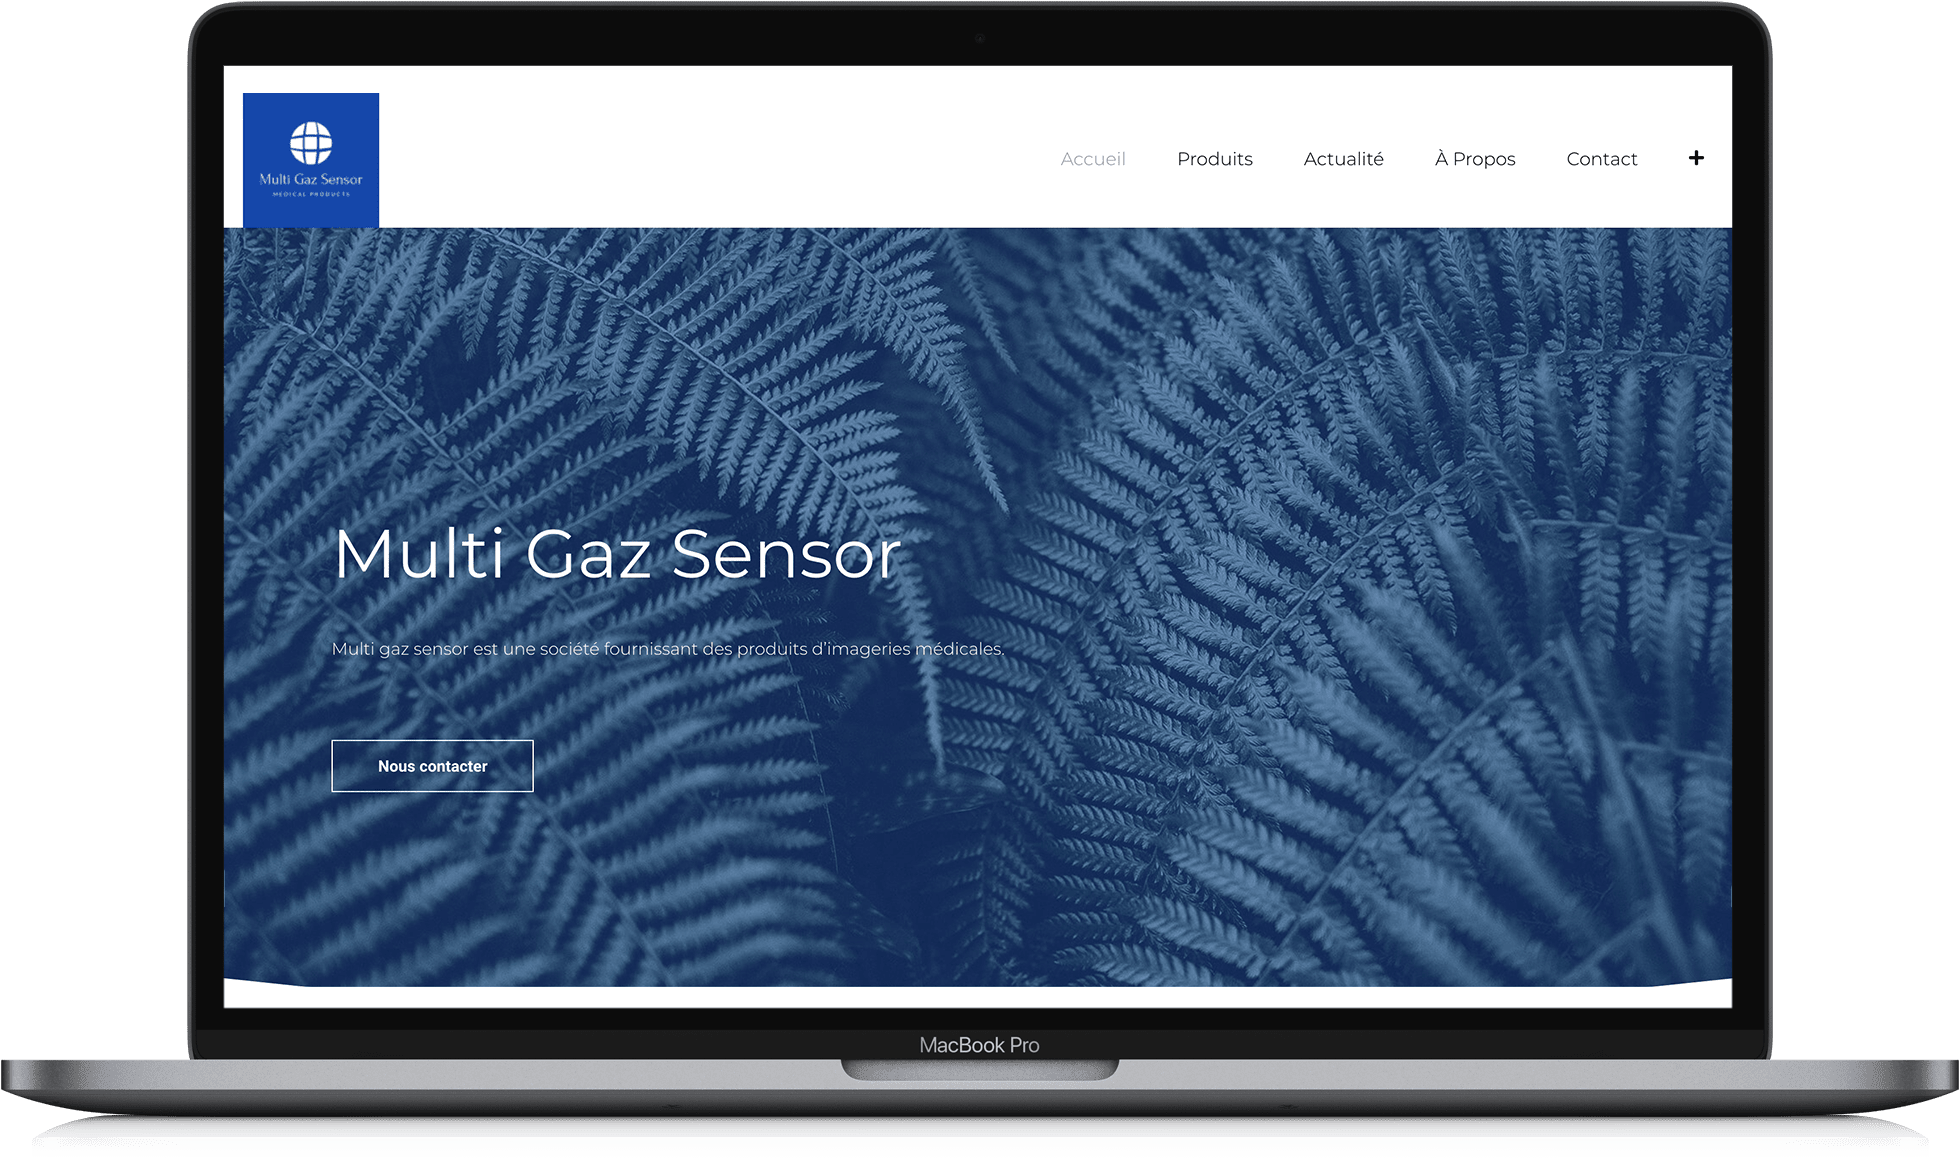 Multi Gaz Sensor
MEDICAL PRODUCTS
Accueil
Produits
Actualité
À Propos
Contact
+
Multi Gaz Sensor
Multi gaz sensor est une société fournissant des produits d'imageries médicales.
Nous contacter
MacBook Pro